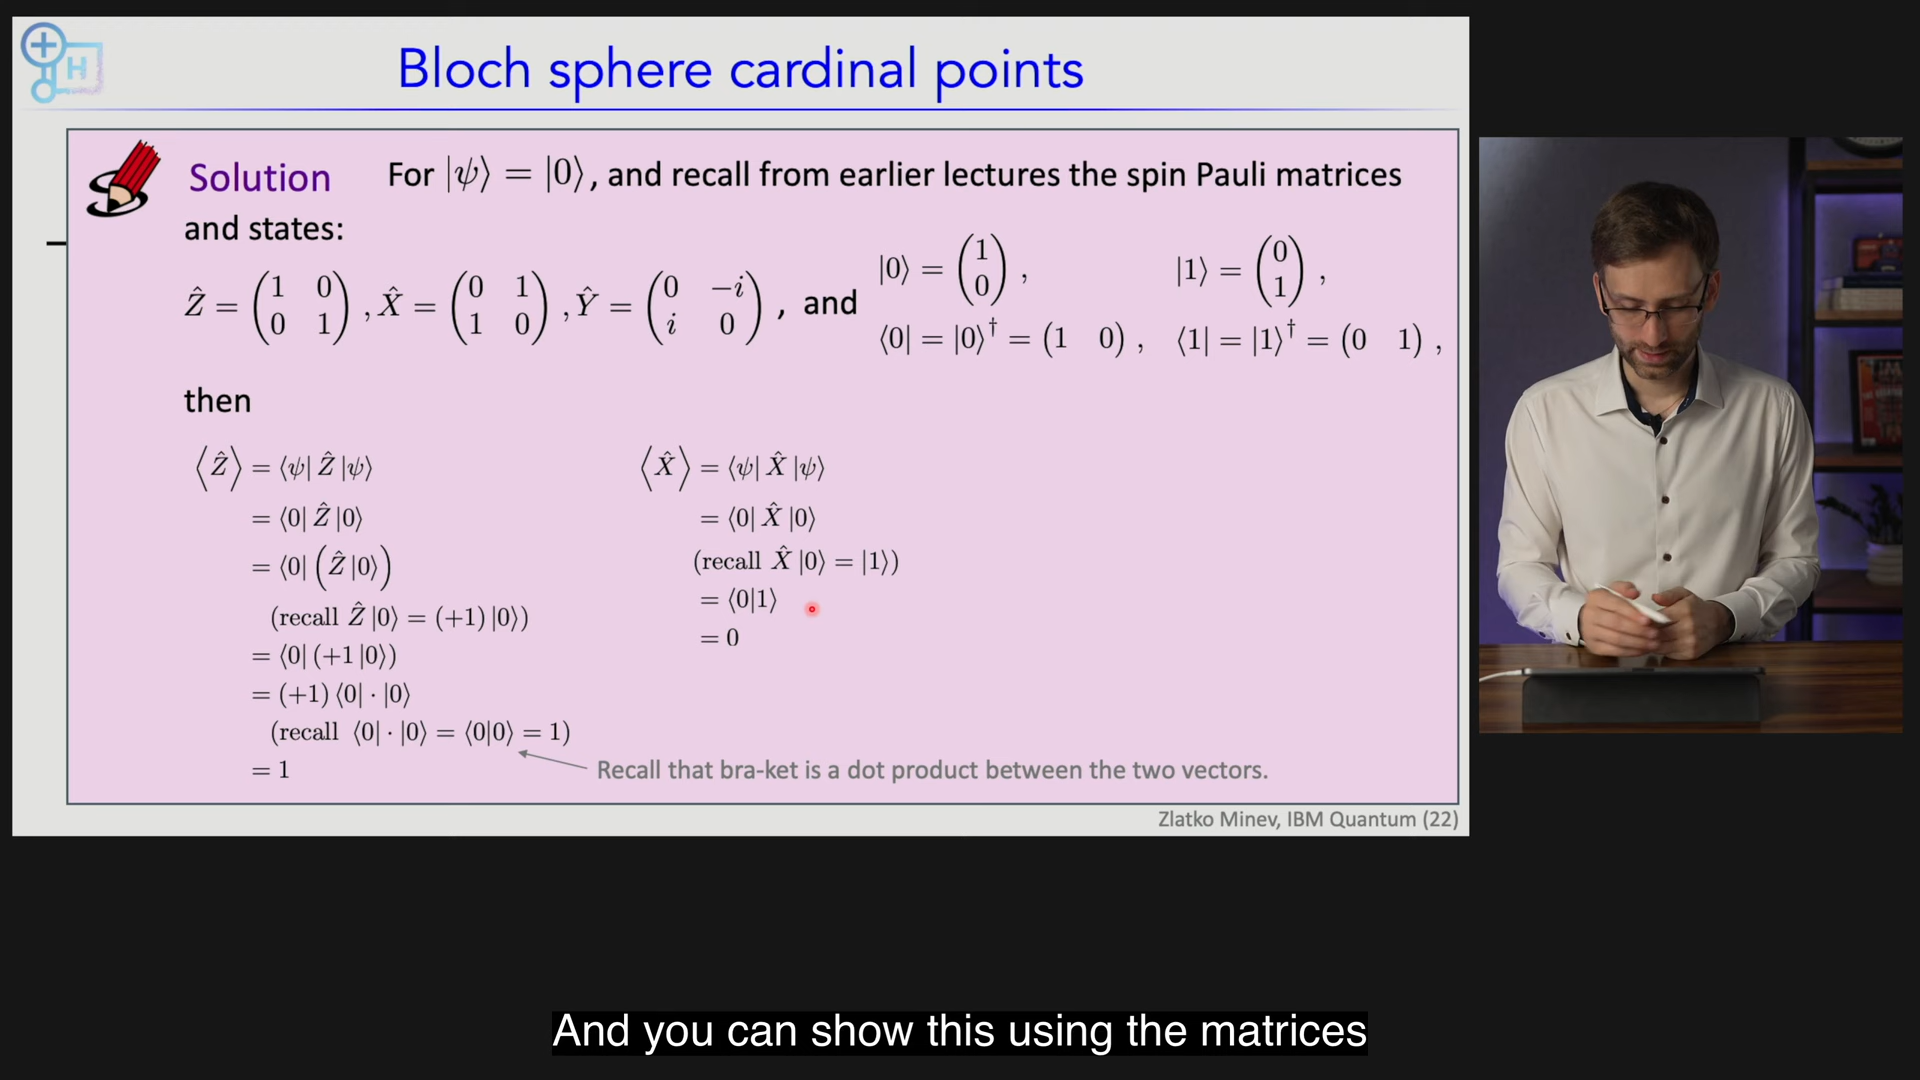 H
Bloch sphere cardinal points
Solution For |ψ⟩ = |0⟩, and recall from earlier lectures the spin Pauli matrices
and states:
Ẑ = (1 0; 0 1), X̂ = (0 1; 1 0), Ŷ = (0 −i; i 0), and |0⟩ = (1; 0), |1⟩ = (0; 1),
⟨0| = |0⟩† = (1 0), ⟨1| = |1⟩† = (0 1),
then
⟨Ẑ⟩ = ⟨ψ| Ẑ |ψ⟩
= ⟨0| Ẑ |0⟩
= ⟨0| (Ẑ |0⟩)
(recall Ẑ |0⟩ = (+1) |0⟩)
= ⟨0| (+1 |0⟩)
= (+1) ⟨0| · |0⟩
(recall ⟨0| · |0⟩ = ⟨0|0⟩ = 1)
= 1
⟨X̂⟩ = ⟨ψ| X̂ |ψ⟩
= ⟨0| X̂ |0⟩
(recall X̂ |0⟩ = |1⟩)
= ⟨0|1⟩
= 0
Recall that bra-ket is a dot product between the two vectors.
Zlatko Minev, IBM Quantum (22)
And you can show this using the matrices